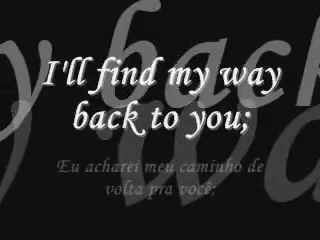 I'll find my way
back to you;
Eu acharei meu caminho de
volta pra você;